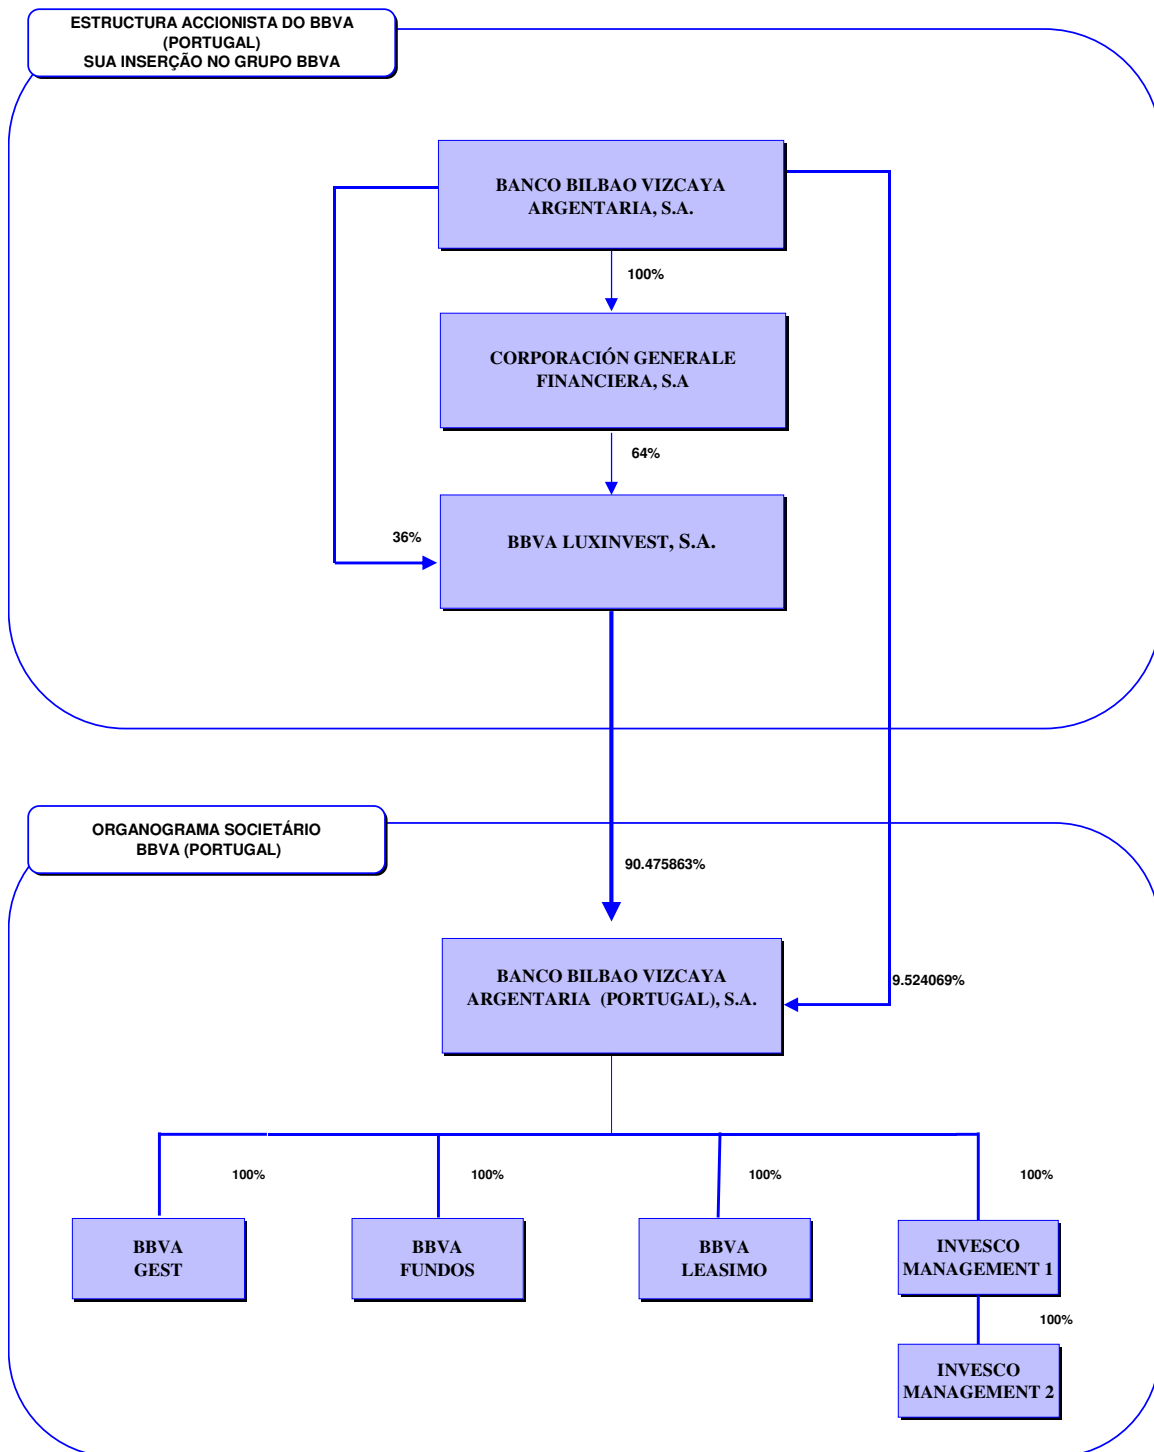 ESTRUCTURA ACCIONISTA DO BBVA
(PORTUGAL)
SUA INSERÇÃO NO GRUPO BBVA
BANCO BILBAO VIZCAYA
ARGENTARIA, S.A.
100%
CORPORACIÓN GENERALE
FINANCIERA, S.A
64%
36%
BBVA LUXINVEST, S.A.
ORGANOGRAMA SOCIETÁRIO
BBVA (PORTUGAL)
90.475863%
BANCO BILBAO VIZCAYA
ARGENTARIA (PORTUGAL), S.A.
9.524069%
100%
100%
100%
100%
BBVA
GEST
BBVA
FUNDOS
BBVA
LEASIMO
INVESCO
MANAGEMENT 1
100%
INVESCO
MANAGEMENT 2